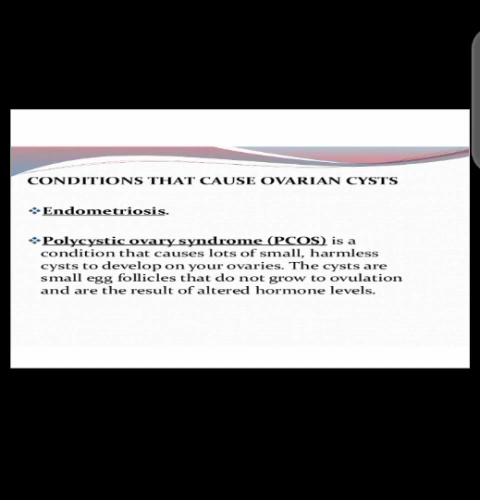 CONDITIONS THAT CAUSE OVARIAN CYSTS
Endometriosis.
Polycystic ovary syndrome (PCOS) is a
condition that causes lots of small, harmless
cysts to develop on your ovaries. The cysts are
small egg follicles that do not grow to ovulation
and are the result of altered hormone levels.